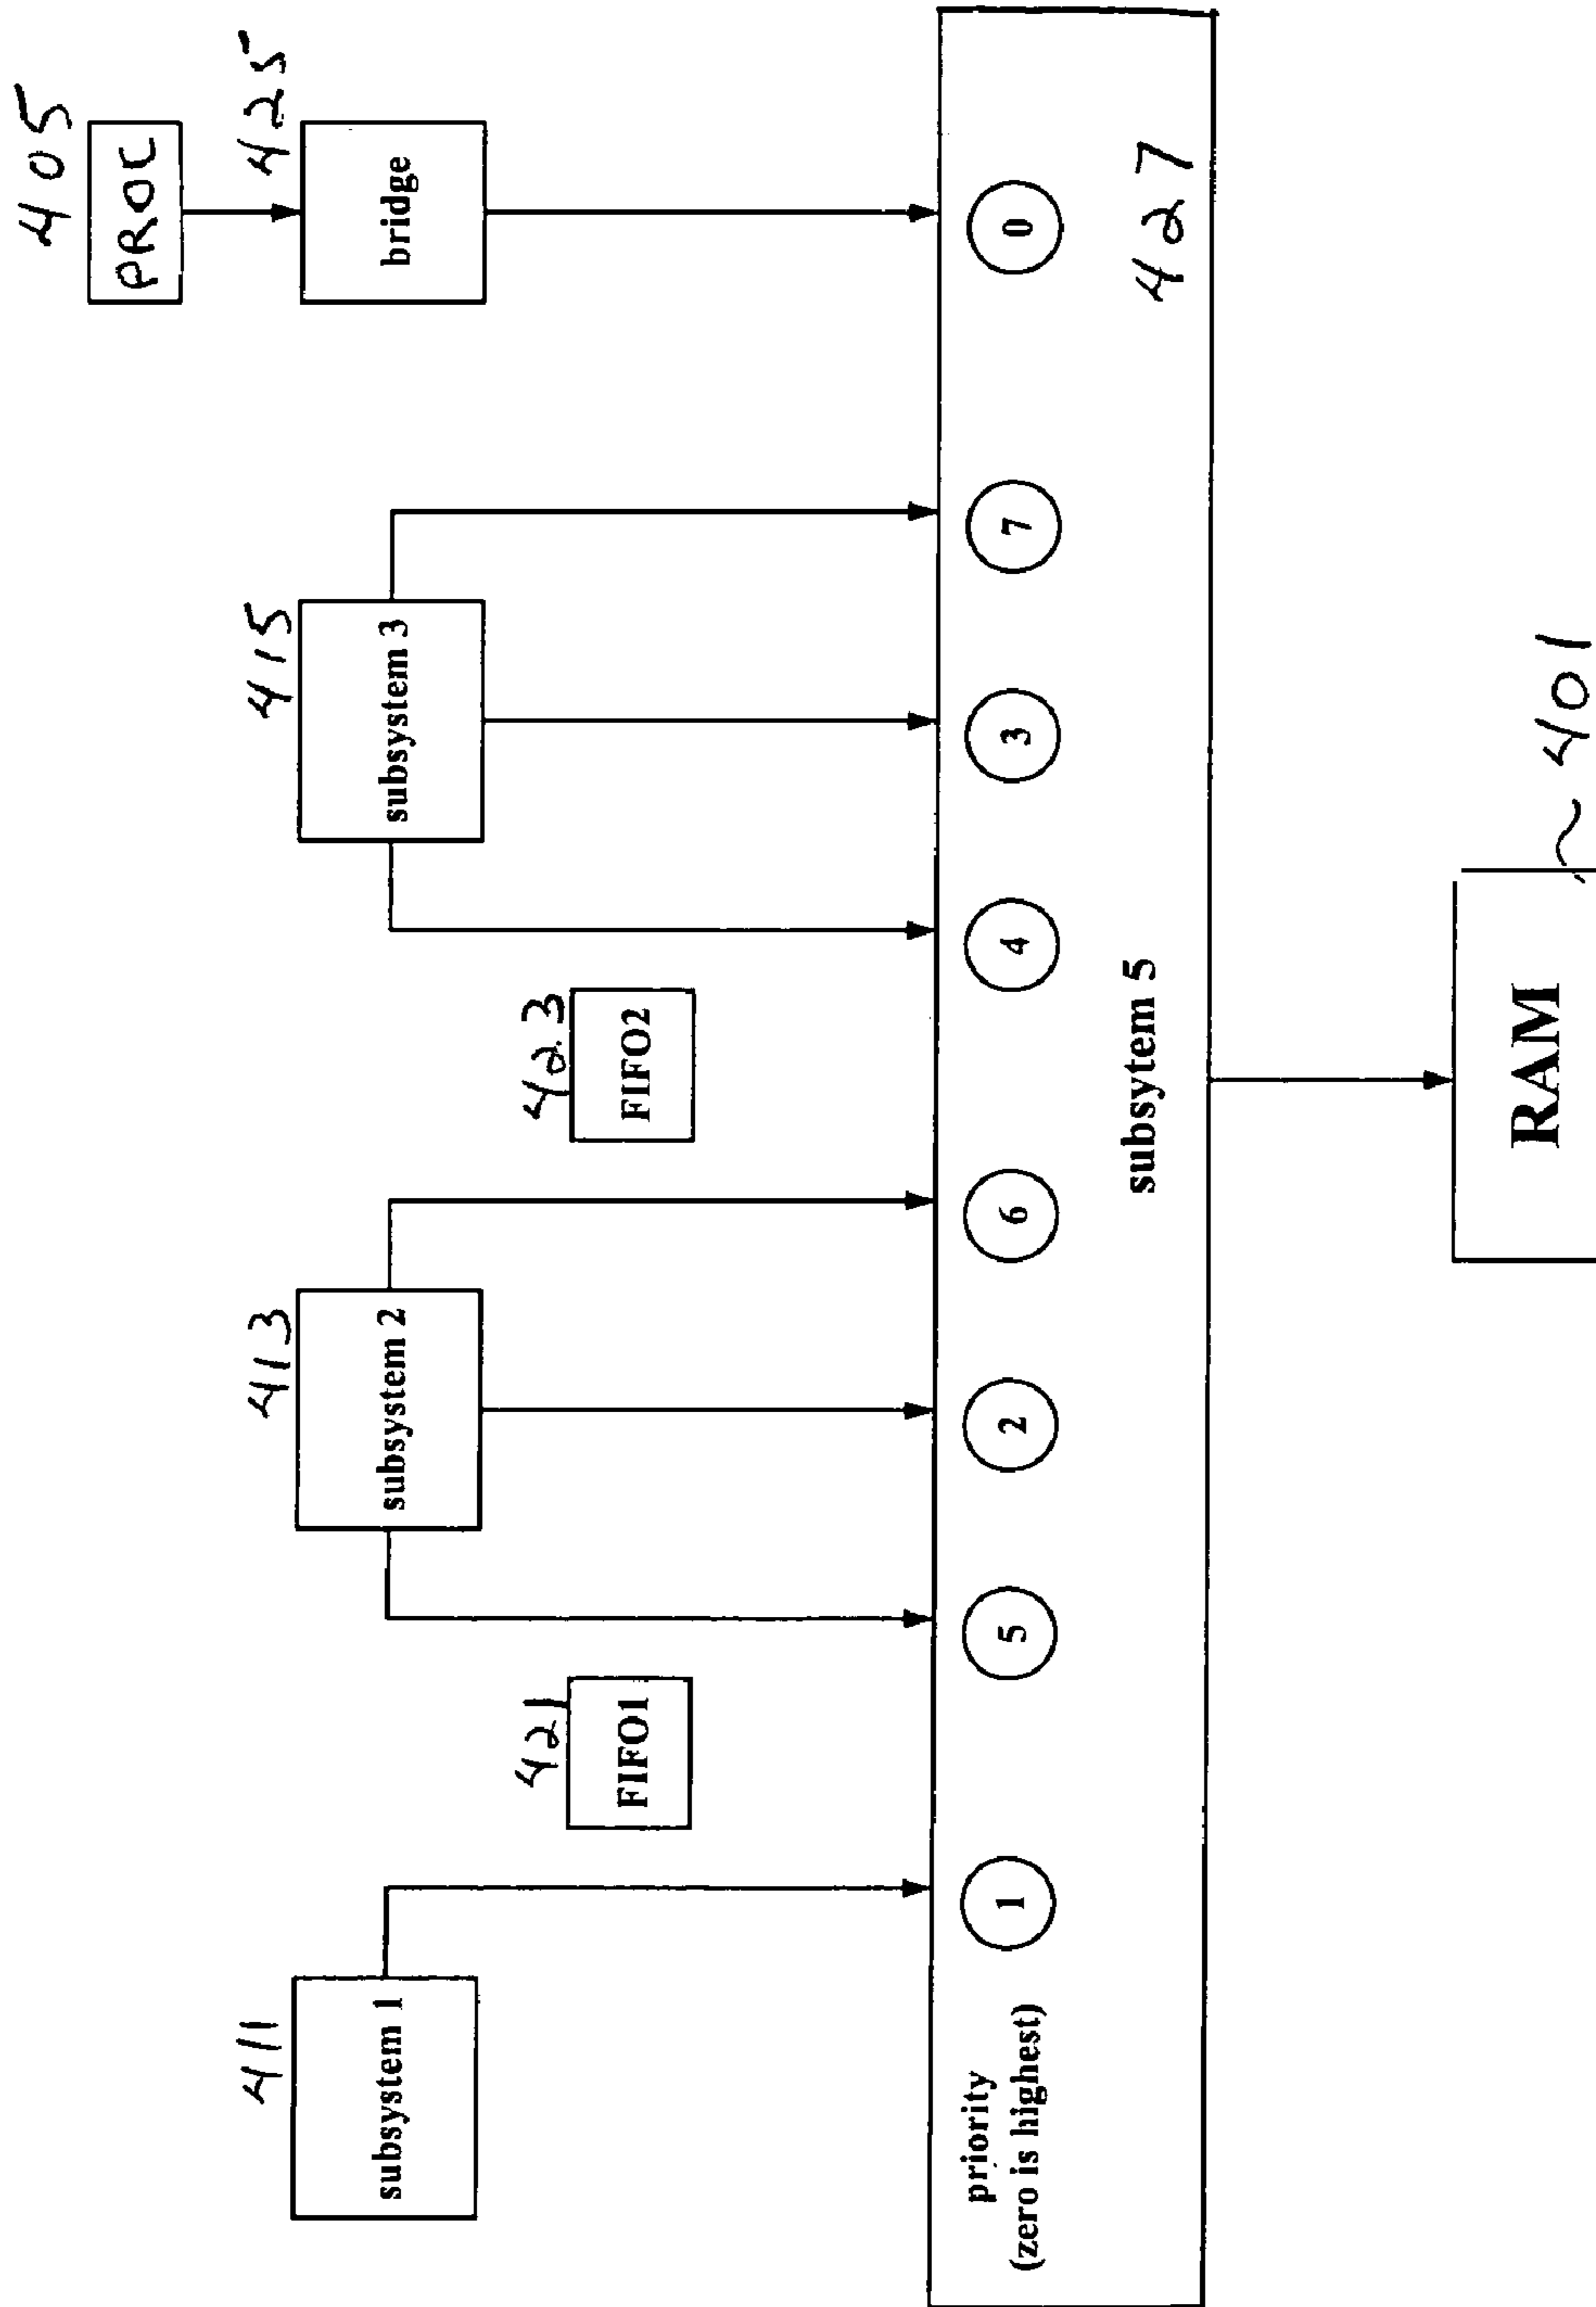 405
PROC
411
413
415
425
subsystem 1
subsystem 2
subsystem 3
bridge
421
FIFO1
423
FIFO2
1
5
2
6
4
3
7
0
priority
(zero is highest)
subsytem 5
427
RAM
~ 401